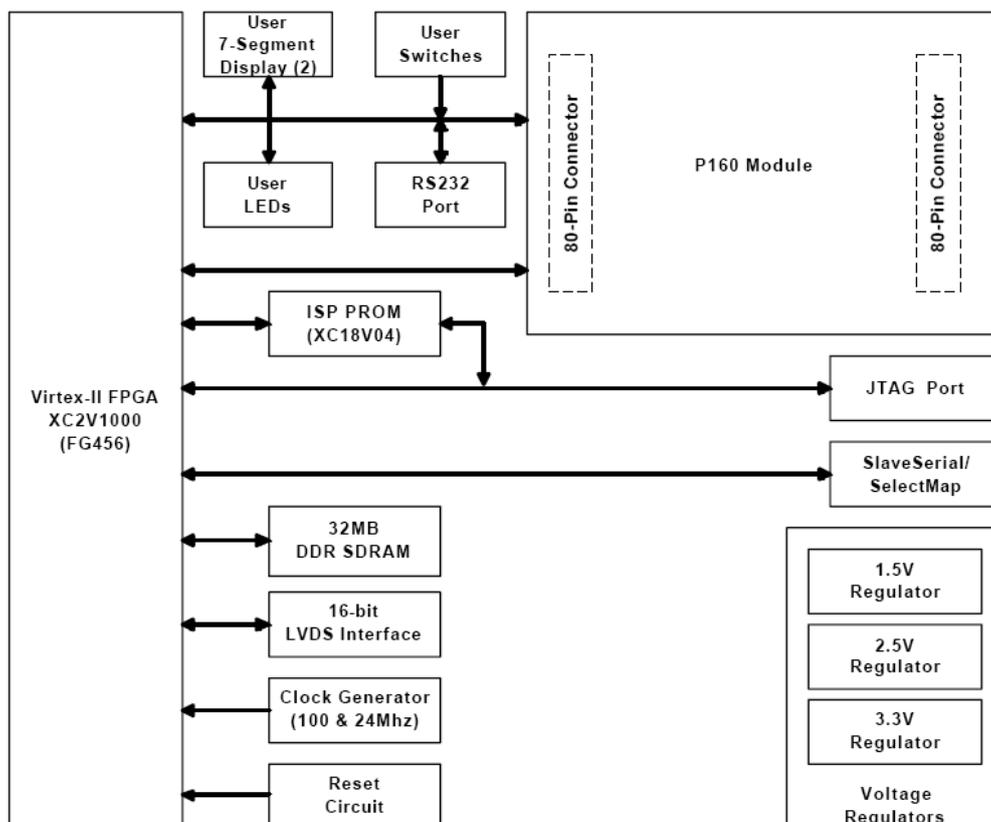 User
7-Segment
Display (2)
User
Switches
80-Pin Connector
P160 Module
80-Pin Connector
User
LEDs
RS232
Port
ISP PROM
(XC18V04)
Virtex-II FPGA
XC2V1000
(FG456)
JTAG Port
SlaveSerial/
SelectMap
32MB
DDR SDRAM
16-bit
LVDS Interface
Clock Generator
(100 & 24Mhz)
Reset
Circuit
1.5V
Regulator
2.5V
Regulator
3.3V
Regulator
Voltage
Regulators